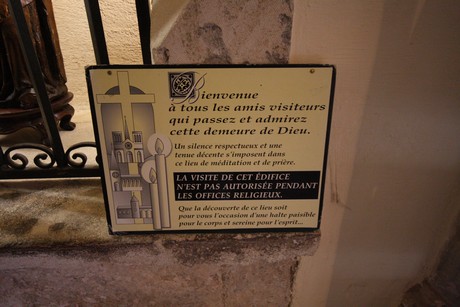 Bienvenue
à tous les amis visiteurs
qui passez et admirez
cette demeure de Dieu.
Un silence respectueux et une
tenue décente s'imposent dans
ce lieu de méditation et de prière.
LA VISITE DE CET ÉDIFICE
N'EST PAS AUTORISÉE PENDANT
LES OFFICES RELIGIEUX.
Que la découverte de ce lieu soit
pour vous l'occasion d'une halte paisible
pour le corps et sereine pour l'esprit...